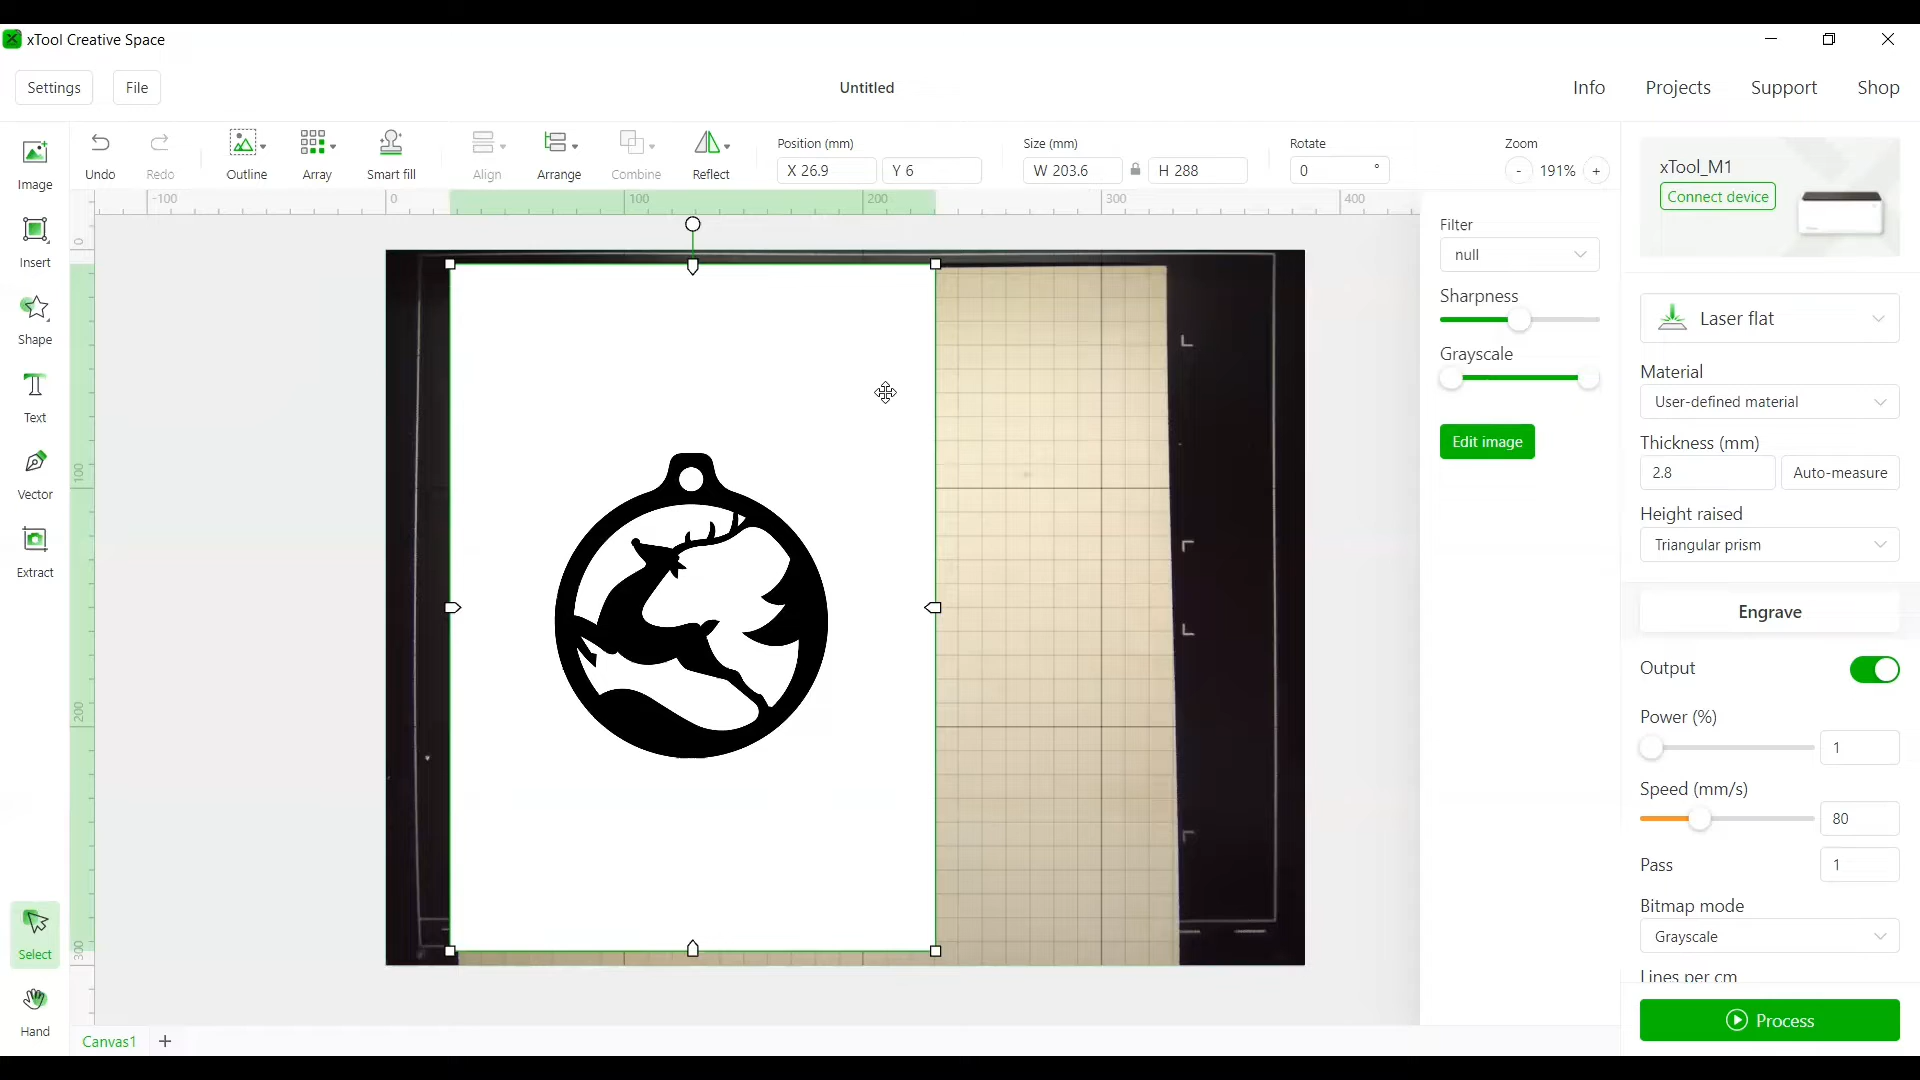 xTool Creative Space
Settings
File
Untitled
Info
Projects
Support
Shop
Image
Insert
Shape
Text
Vector
Extract
Select
Hand
Undo
Redo
Outline
Array
Smart fill
Align
Arrange
Combine
Reflect
Position (mm)
X 26.9
Y 6
Size (mm)
W 203.6
H 288
Rotate
0 °
Zoom
- 191% +
-100
0
100
200
300
400
0
100
200
300
Filter
null
Sharpness
Grayscale
Edit image
xTool_M1
Connect device
Laser flat
Material
User-defined material
Thickness (mm)
2.8
Auto-measure
Height raised
Triangular prism
Engrave
Output
Power (%)
1
Speed (mm/s)
80
Pass
1
Bitmap mode
Grayscale
Lines per cm
Process
Canvas1 +